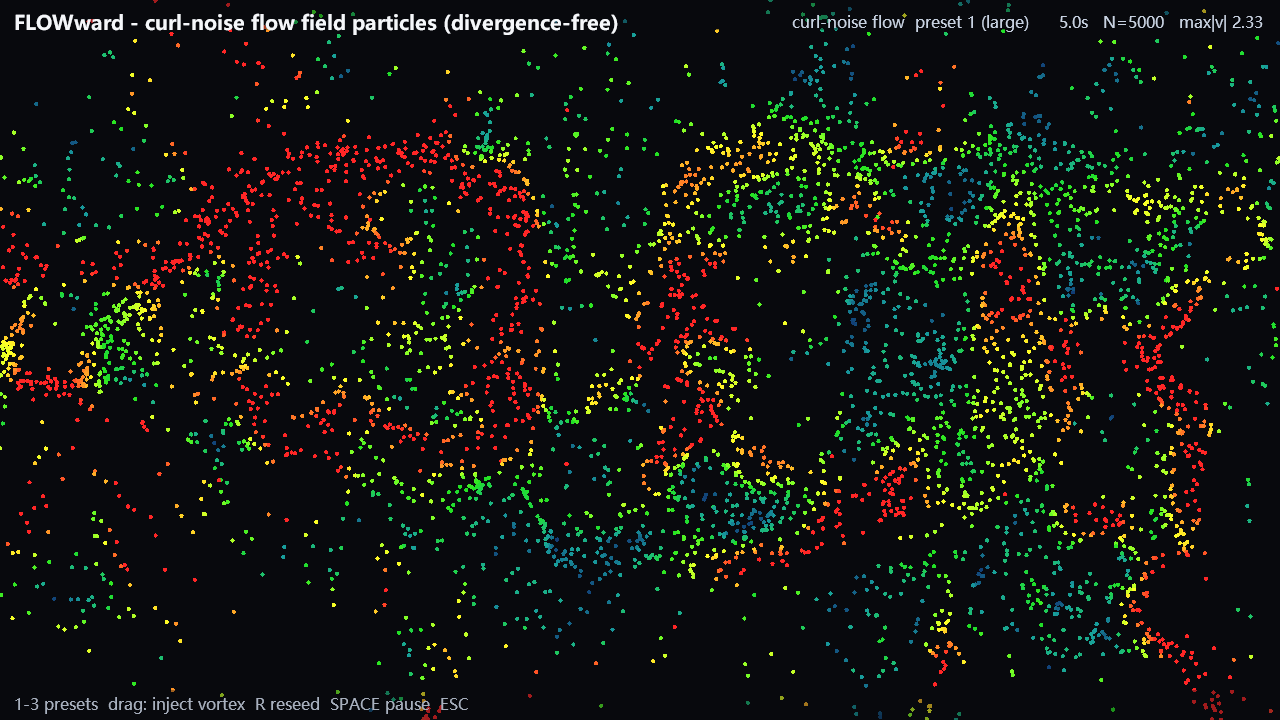 FLOWward - curl-noise flow field particles (divergence-free)
curl-noise flow preset 1 (large) 5.0s N=5000 max|v| 2.33
1-3 presets drag: inject vortex R reseed SPACE pause ESC